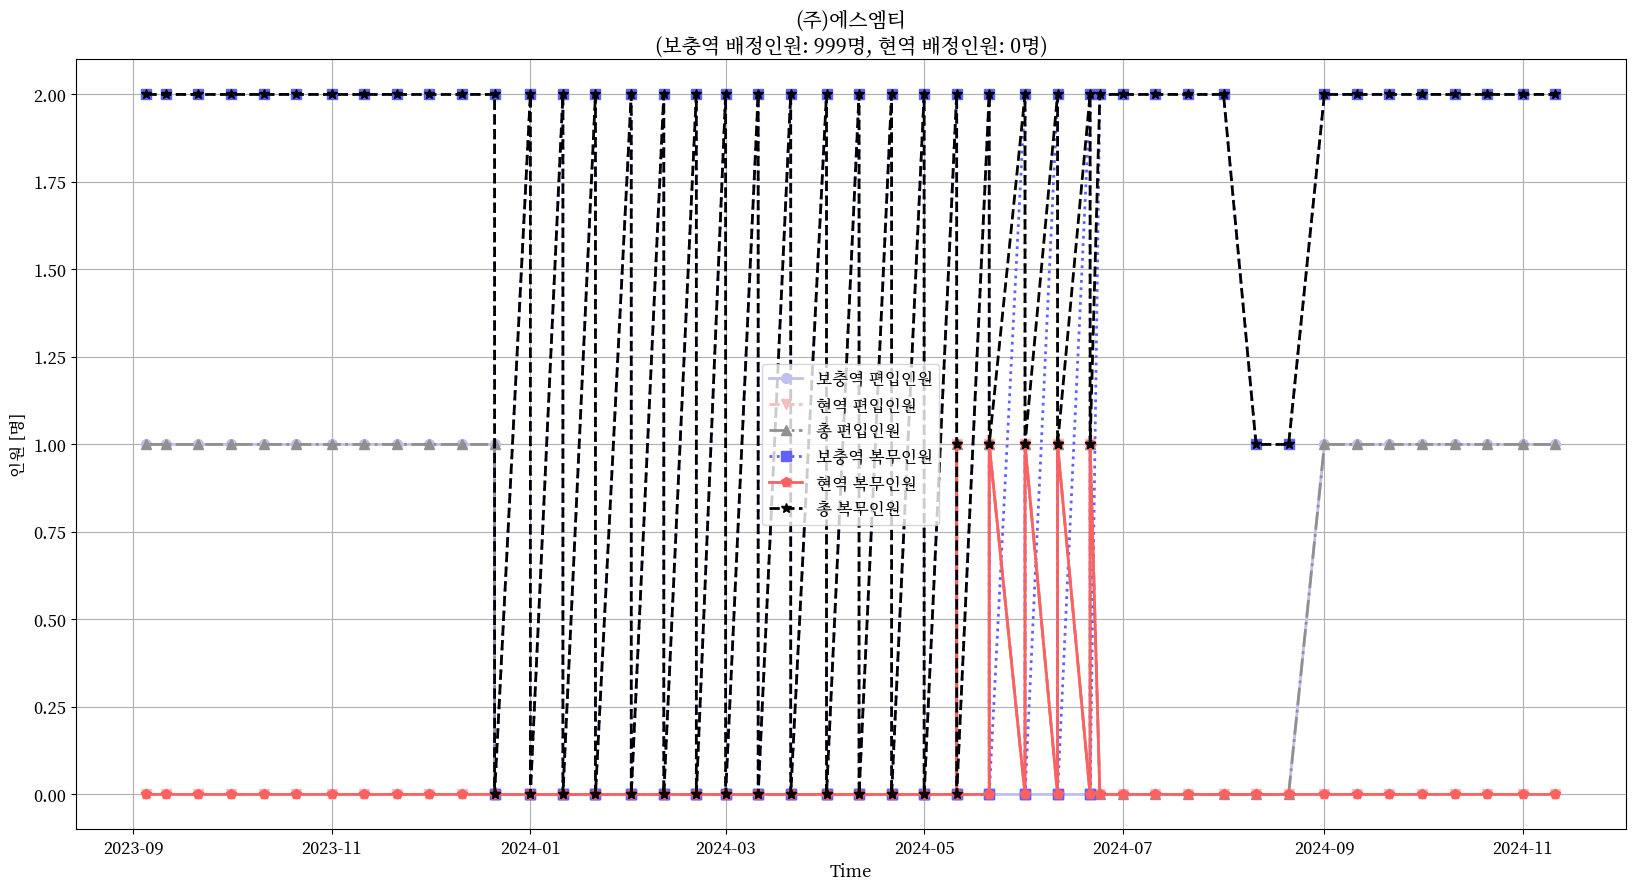 (주)에스엠티
(보충역 배정인원: 999명, 현역 배정인원: 0명)
인원 [명]
2.00
1.75
1.50
1.25
1.00
0.75
0.50
0.25
0.00
보충역 편입인원
현역 편입인원
총 편입인원
보충역 복무인원
현역 복무인원
총 복무인원
2023-09
2023-11
2024-01
2024-03
2024-05
2024-07
2024-09
2024-11
Time